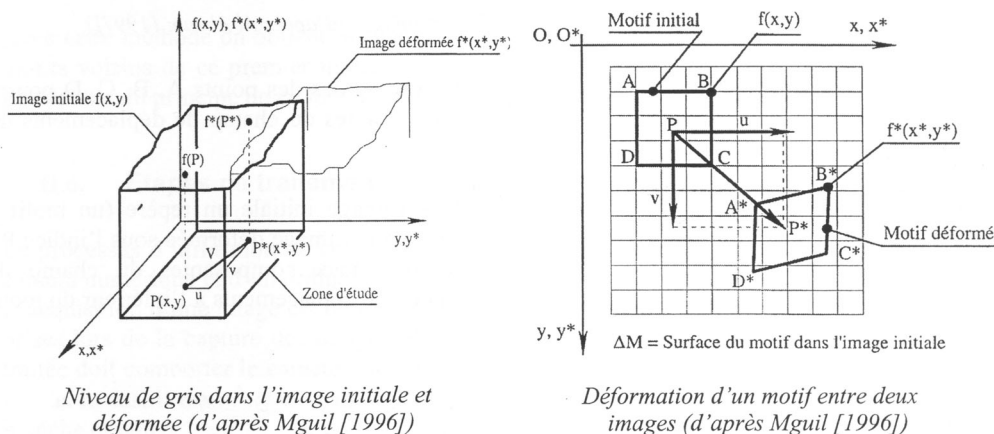 f(x,y), f*(x*,y*)
Image déformée f*(x*,y*)
Image initiale f(x,y)
f*(P*)
f(P)
y,y*
P*(x*,y*)
V
v
P(x,y)
u
Zone d'étude
x,x*
Niveau de gris dans l'image initiale et
déformée (d'après Mguil [1996])
Motif initial
f(x,y)
O, O*
x, x*
A
B
P
u
f*(x*,y*)
D
C
B*
v
A*
P*
Motif déformé
C*
D*
y, y*
ΔM = Surface du motif dans l'image initiale
Déformation d'un motif entre deux
images (d'après Mguil [1996])